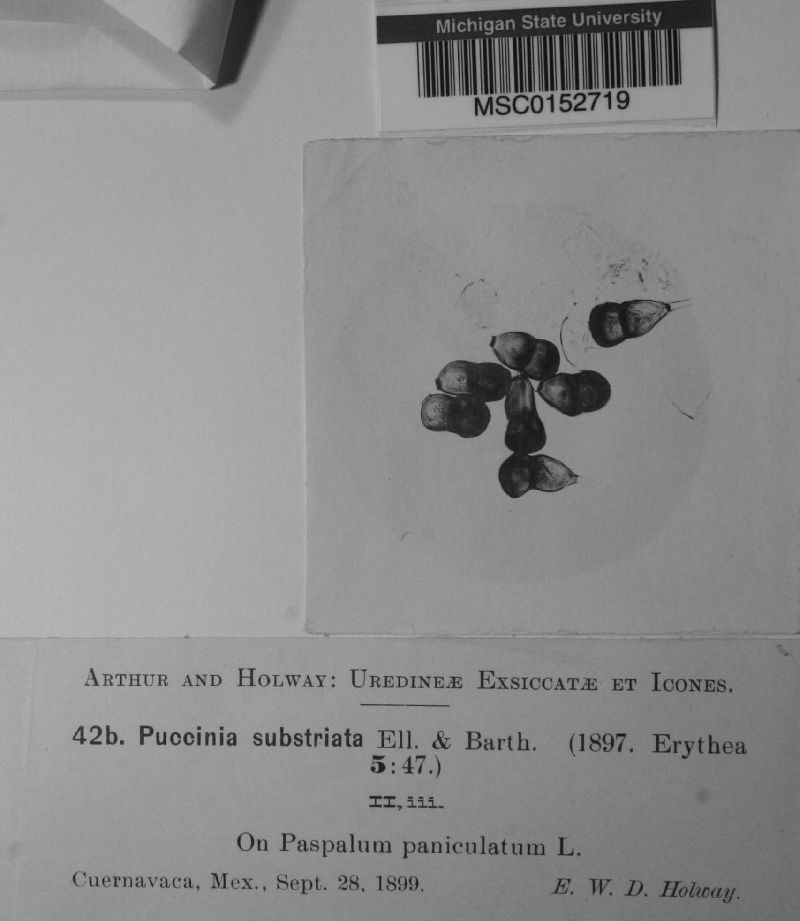 Michigan State University
MSC0152719
ARTHUR AND HOLWAY: UREDINEÆ EXSICCATÆ ET ICONES.
42b. Puccinia substriata Ell. & Barth. (1897. Erythea
5:47.)
II, iii.
On Paspalum paniculatum L.
Cuernavaca, Mex., Sept. 28, 1899. E. W. D. Holway.